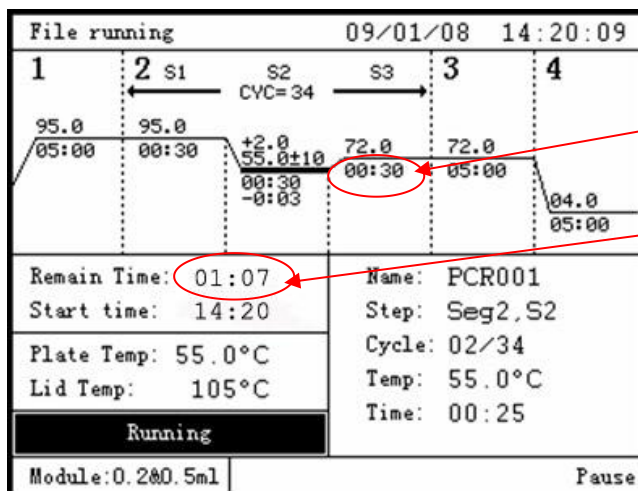 File running 09/01/08 14:20:09
1 2 S1 S2 S3 3 4
CYC=34
95.0 95.0 +2.0 72.0 72.0
05:00 00:30 55.0±10 00:30 05:00
00:30
-0:03
04.0
05:00
Remain Time: 01:07
Start time: 14:20
Plate Temp: 55.0°C
Lid Temp: 105°C
Running
Name: PCR001
Step: Seg2,S2
Cycle: 02/34
Temp: 55.0°C
Time: 00:25
Module:0.2&0.5ml Pause